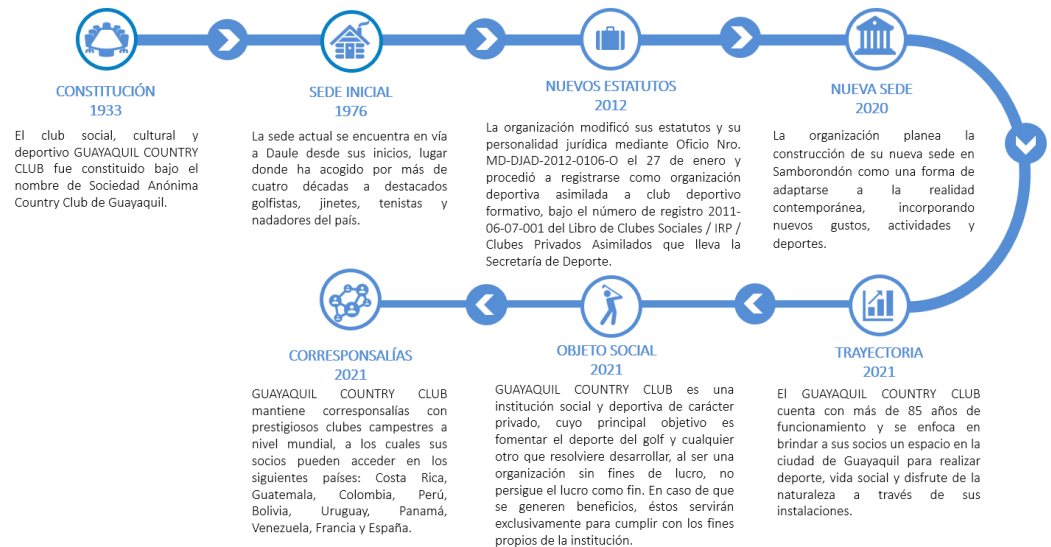 CONSTITUCIÓN
1933
El club social, cultural y
deportivo GUAYAQUIL COUNTRY
CLUB fue constituido bajo el
nombre de Sociedad Anónima
Country Club de Guayaquil.
SEDE INICIAL
1976
La sede actual se encuentra en vía
a Daule desde sus inicios, lugar
donde ha acogido por más de
cuatro décadas a destacados
golfistas, jinetes, tenistas y
nadadores del país.
NUEVOS ESTATUTOS
2012
La organización modificó sus estatutos y su
personalidad jurídica mediante Oficio Nro.
MD-DJAD-2012-0106-O el 27 de enero y
procedió a registrarse como organización
deportiva asimilada a club deportivo
formativo, bajo el número de registro 2011-
06-07-001 del Libro de Clubes Sociales / IRP /
Clubes Privados Asimilados que lleva la
Secretaría de Deporte.
NUEVA SEDE
2020
La organización planea la
construcción de su nueva sede en
Samborondón como una forma de
adaptarse a la realidad
contemporánea, incorporando
nuevos gustos, actividades y
deportes.
TRAYECTORIA
2021
El GUAYAQUIL COUNTRY CLUB
cuenta con más de 85 años de
funcionamiento y se enfoca en
brindar a sus socios un espacio en la
ciudad de Guayaquil para realizar
deporte, vida social y disfrute de la
naturaleza a través de sus
instalaciones.
OBJETO SOCIAL
2021
GUAYAQUIL COUNTRY CLUB es una
institución social y deportiva de carácter
privado, cuyo principal objetivo es
fomentar el deporte del golf y cualquier
otro que resolviere desarrollar, al ser una
organización sin fines de lucro, no
persigue el lucro como fin. En caso de que
se generen beneficios, éstos servirán
exclusivamente para cumplir con los fines
propios de la institución.
CORRESPONSALÍAS
2021
GUAYAQUIL COUNTRY CLUB
mantiene corresponsalías con
prestigiosos clubes campestres a
nivel mundial, a los cuales sus
socios pueden acceder en los
siguientes países: Costa Rica,
Guatemala, Colombia, Perú,
Bolivia, Uruguay, Panamá,
Venezuela, Francia y España.